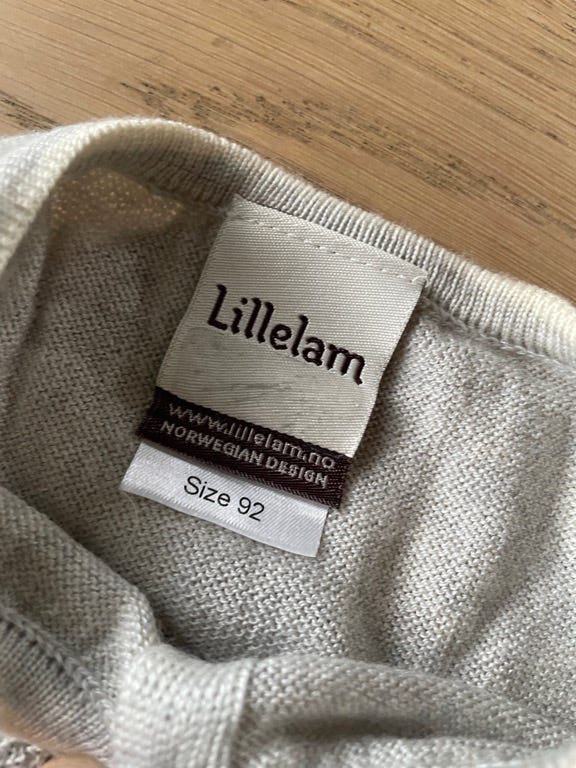 Lillelam
www.lillelam.no
NORWEGIAN DESIGN
Size 92